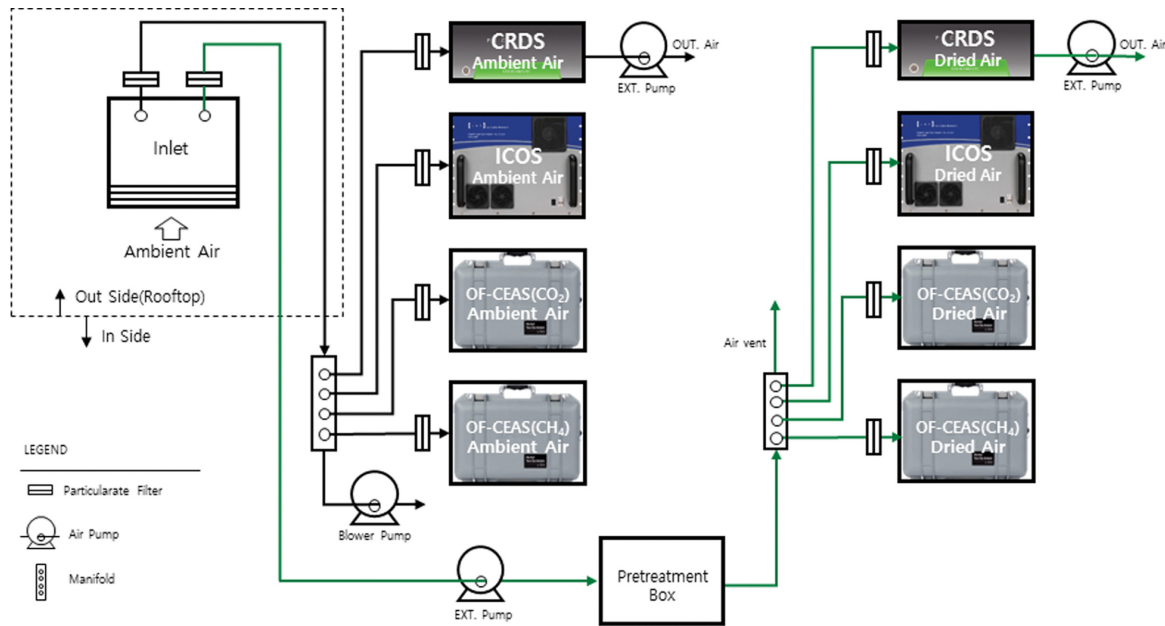 Inlet
Ambient Air
Out Side(Rooftop)
In Side
CRDS
Ambient Air
EXT. Pump
OUT. Air
ICOS
Ambient Air
OF-CEAS(CO₂)
Ambient Air
OF-CEAS(CH₄)
Ambient Air
Blower Pump
EXT. Pump
Pretreatment
Box
Air vent
CRDS
Dried Air
EXT. Pump
OUT. Air
ICOS
Dried Air
OF-CEAS(CO₂)
Dried Air
OF-CEAS(CH₄)
Dried Air
LEGEND
Particularate Filter
Air Pump
Manifold